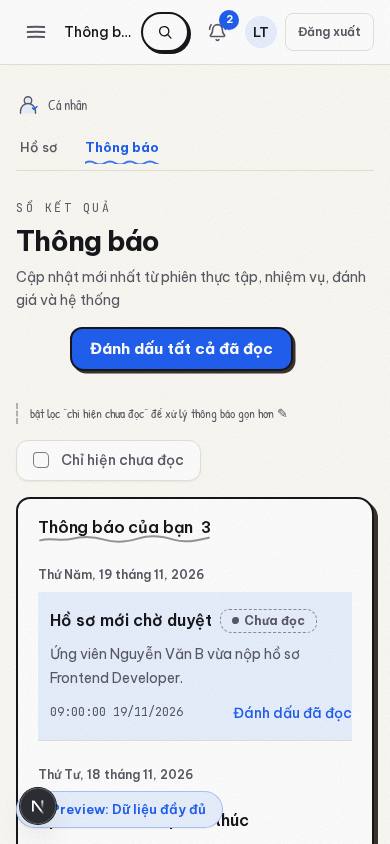 Thông b...
2
LT
Đăng xuất
Cá nhân
Hồ sơ
Thông báo
SỔ KẾT QUẢ
Thông báo
Cập nhật mới nhất từ phiên thực tập, nhiệm vụ, đánh
giá và hệ thống
Đánh dấu tất cả đã đọc
bật lọc "chỉ hiện chưa đọc" để xử lý thông báo gọn hơn ✎
Chỉ hiện chưa đọc
Thông báo của bạn 3
Thứ Năm, 19 tháng 11, 2026
Hồ sơ mới chờ duyệt
Chưa đọc
Ứng viên Nguyễn Văn B vừa nộp hồ sơ
Frontend Developer.
09:00:00 19/11/2026
Đánh dấu đã đọc
Thứ Tư, 18 tháng 11, 2026
N
Preview: Dữ liệu đầy đủ